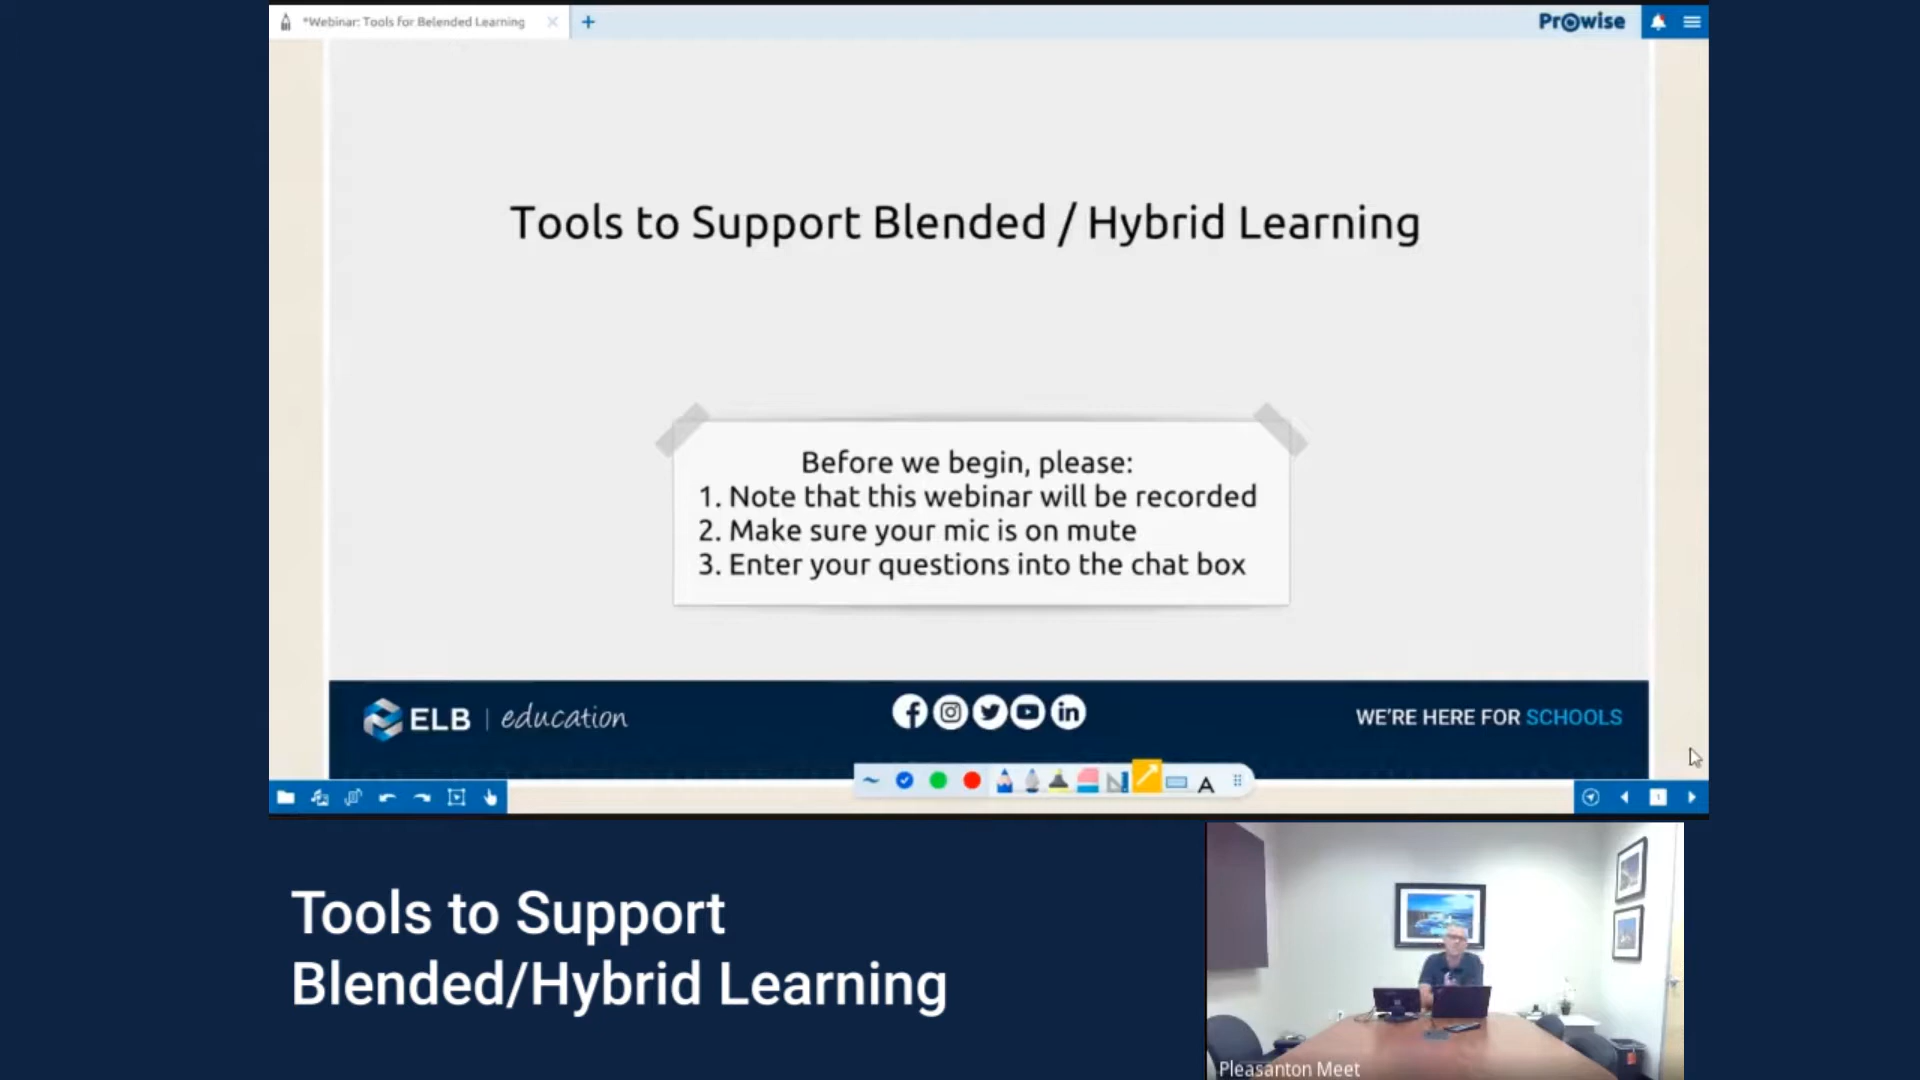 *Webinar: Tools for Belended Learning
Prowise
Tools to Support Blended / Hybrid Learning
Before we begin, please:
1. Note that this webinar will be recorded
2. Make sure your mic is on mute
3. Enter your questions into the chat box
ELB | education
WE'RE HERE FOR SCHOOLS
A
1
Tools to Support
Blended/Hybrid Learning
Pleasanton Meet